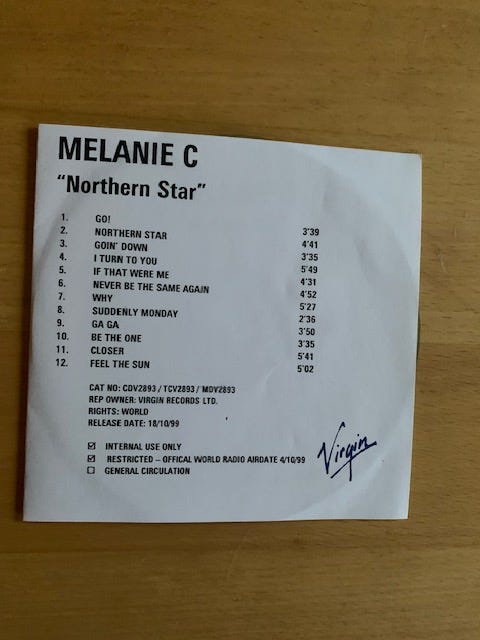 MELANIE C
"Northern Star"
1. GO! 3'39
2. NORTHERN STAR 4'41
3. GOIN' DOWN 3'35
4. I TURN TO YOU 5'49
5. IF THAT WERE ME 4'31
6. NEVER BE THE SAME AGAIN 4'52
7. WHY 5'27
8. SUDDENLY MONDAY 2'36
9. GA GA 3'50
10. BE THE ONE 3'35
11. CLOSER 5'41
12. FEEL THE SUN 5'02
CAT NO: CDV2893 / TCV2893 / MDV2893
REP OWNER: VIRGIN RECORDS LTD.
RIGHTS: WORLD
RELEASE DATE: 18/10/99
INTERNAL USE ONLY
RESTRICTED – OFFICAL WORLD RADIO AIRDATE 4/10/99
GENERAL CIRCULATION
Virgin